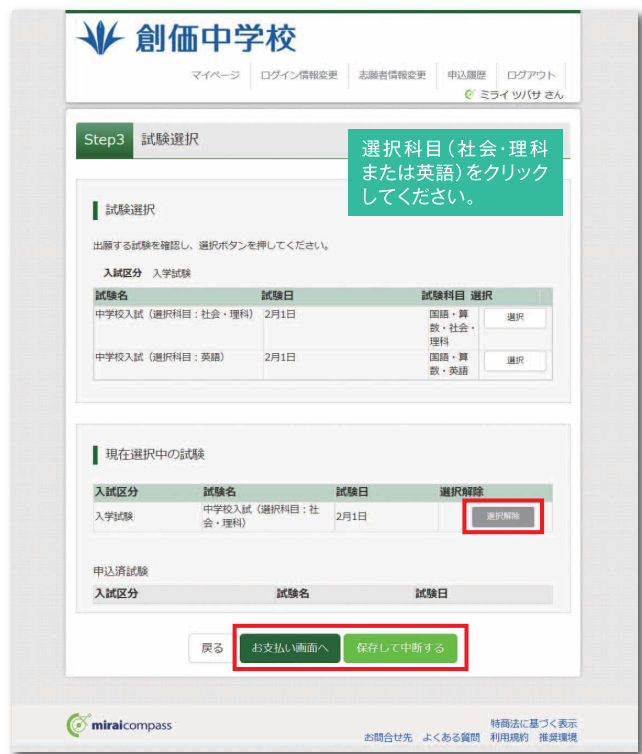 創価中学校
マイページ ログイン情報変更 志願者情報変更 申込履歴 ログアウト
ミライ ツバサ さん
Step3 試験選択
選択科目(社会・理科
または英語)をクリック
してください。
試験選択
出願する試験を確認し、選択ボタンを押してください。
入試区分 入学試験
試験名 試験日 試験科目 選択
中学校入試(選択科目:社会・理科) 2月1日 国語・算
数・社会・
理科 選択
中学校入試(選択科目:英語) 2月1日 国語・算
数・英語 選択
現在選択中の試験
入試区分 試験名 試験日 選択解除
入学試験 中学校入試(選択科目:社
会・理科) 2月1日 選択解除
申込済試験
入試区分 試験名 試験日
戻る お支払い画面へ 保存して中断する
miraicompass
特商法に基づく表示
お問合せ先 よくある質問 利用規約 推奨環境